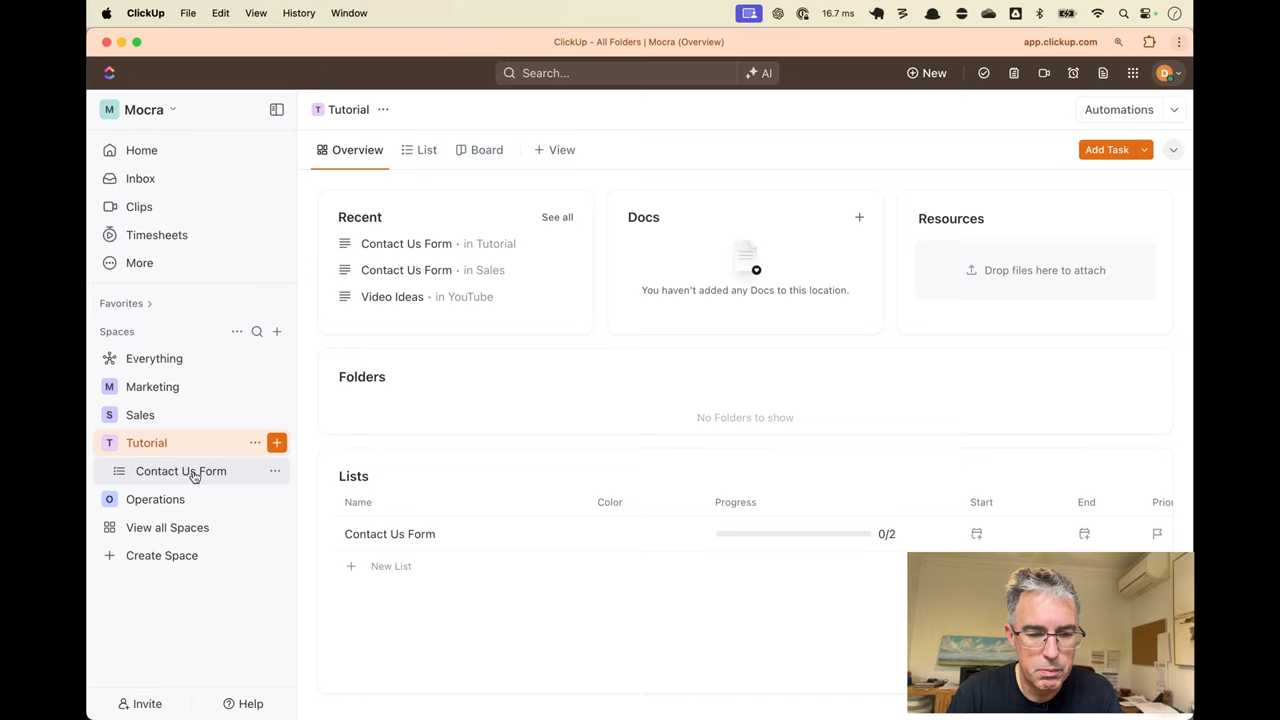 ClickUp File Edit View History Window 16.7 ms
ClickUp - All Folders | Mocra (Overview) app.clickup.com
Search... AI New D
M Mocra
T Tutorial Automations
Home
Inbox
Clips
Timesheets
More
Favorites
Spaces
Everything
M Marketing
S Sales
T Tutorial
Contact Us Form
O Operations
View all Spaces
Create Space
Invite Help
Overview List Board View Add Task
Recent See all
Contact Us Form • in Tutorial
Contact Us Form • in Sales
Video Ideas • in YouTube
Docs
You haven't added any Docs to this location.
Resources
Drop files here to attach
Folders
No Folders to show
Lists
Name Color Progress Start End Prior
Contact Us Form 0/2
New List